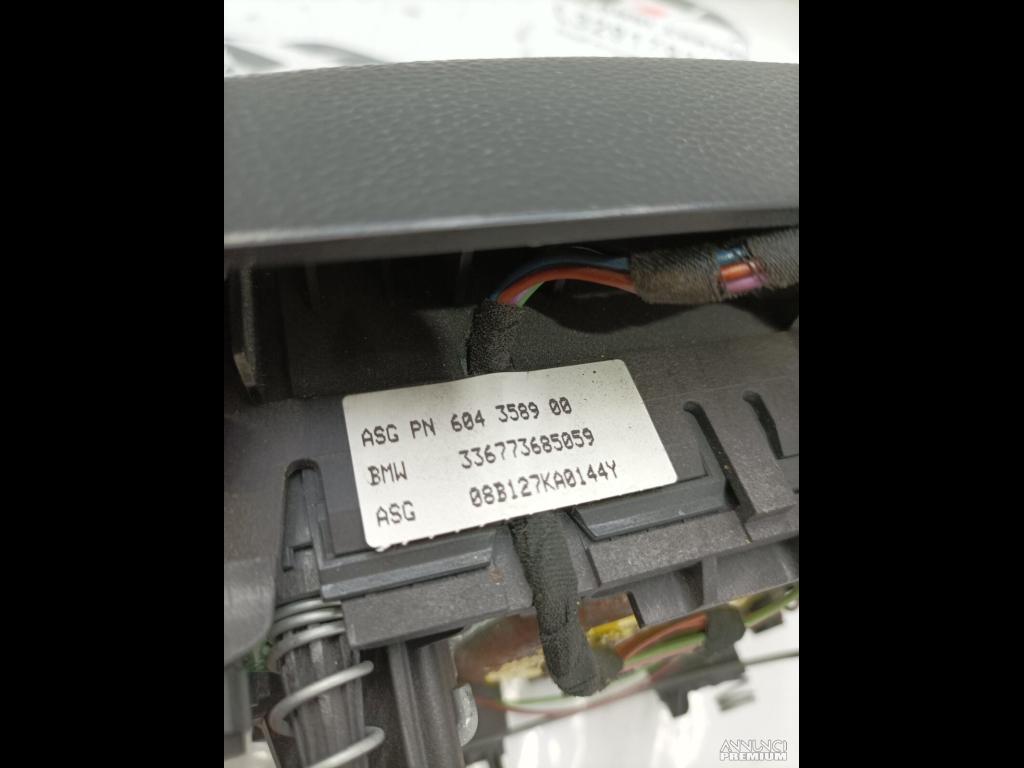 ASG PN 604 3589 00
BMW 336773685059
ASG 08B127KA0144Y
ANNUNCI
PREMIUM